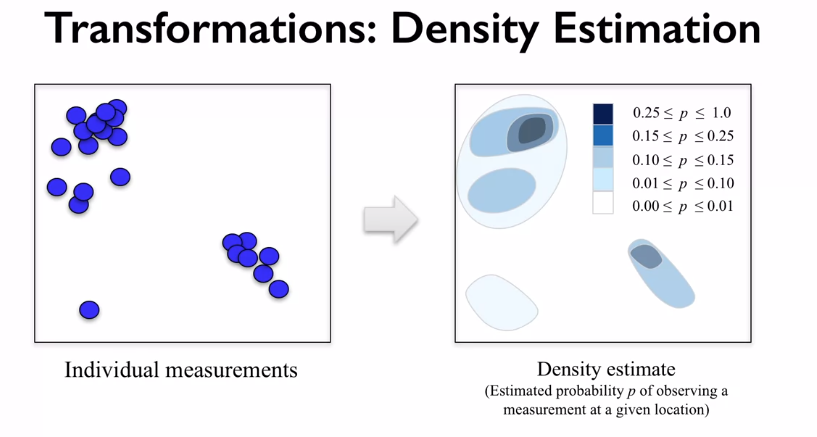 Transformations: Density Estimation
0.25 ≤ p ≤ 1.0
0.15 ≤ p ≤ 0.25
0.10 ≤ p ≤ 0.15
0.01 ≤ p ≤ 0.10
0.00 ≤ p ≤ 0.01
Individual measurements
Density estimate
(Estimated probability p of observing a
measurement at a given location)